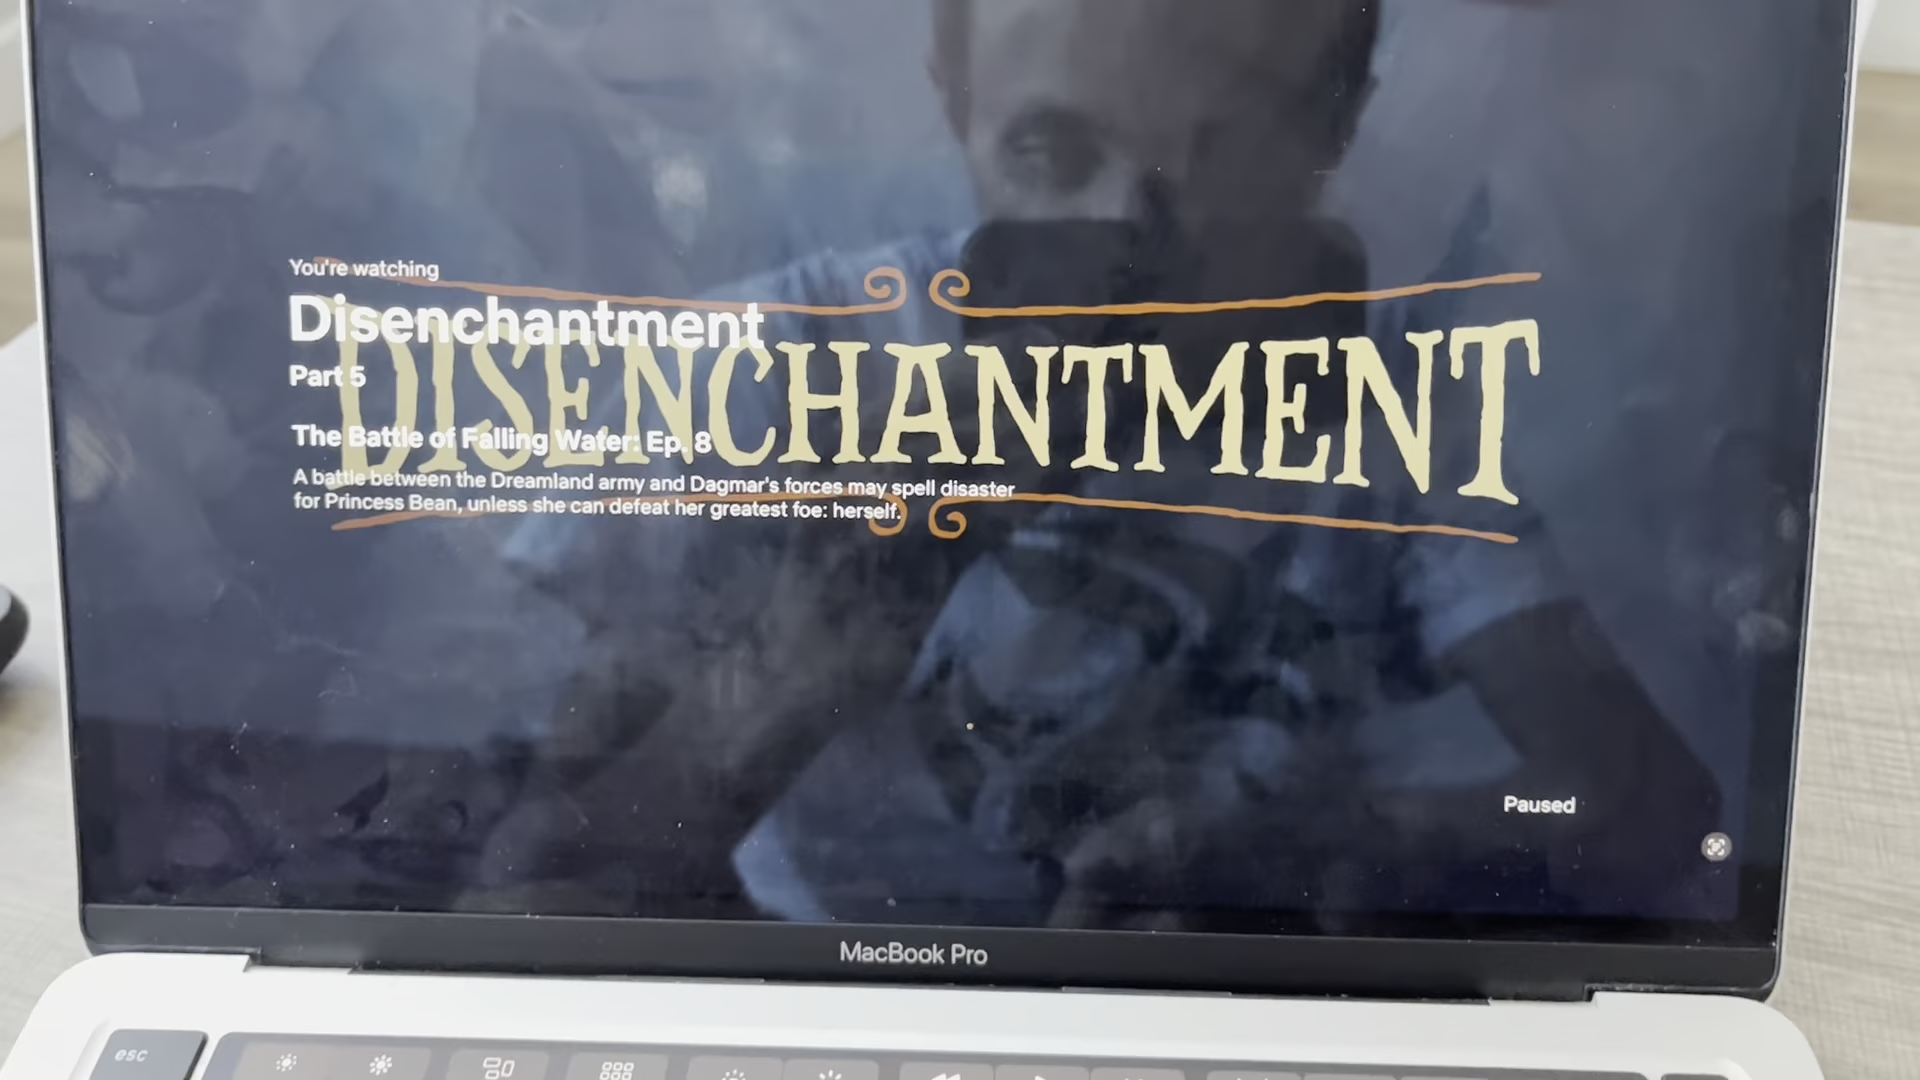 You're watching
Disenchantment
DISENCHANTMENT
Part 5
The Battle of Falling Water: Ep. 8
A battle between the Dreamland army and Dagmar's forces may spell disaster
for Princess Bean, unless she can defeat her greatest foe: herself.
Paused
MacBook Pro
esc